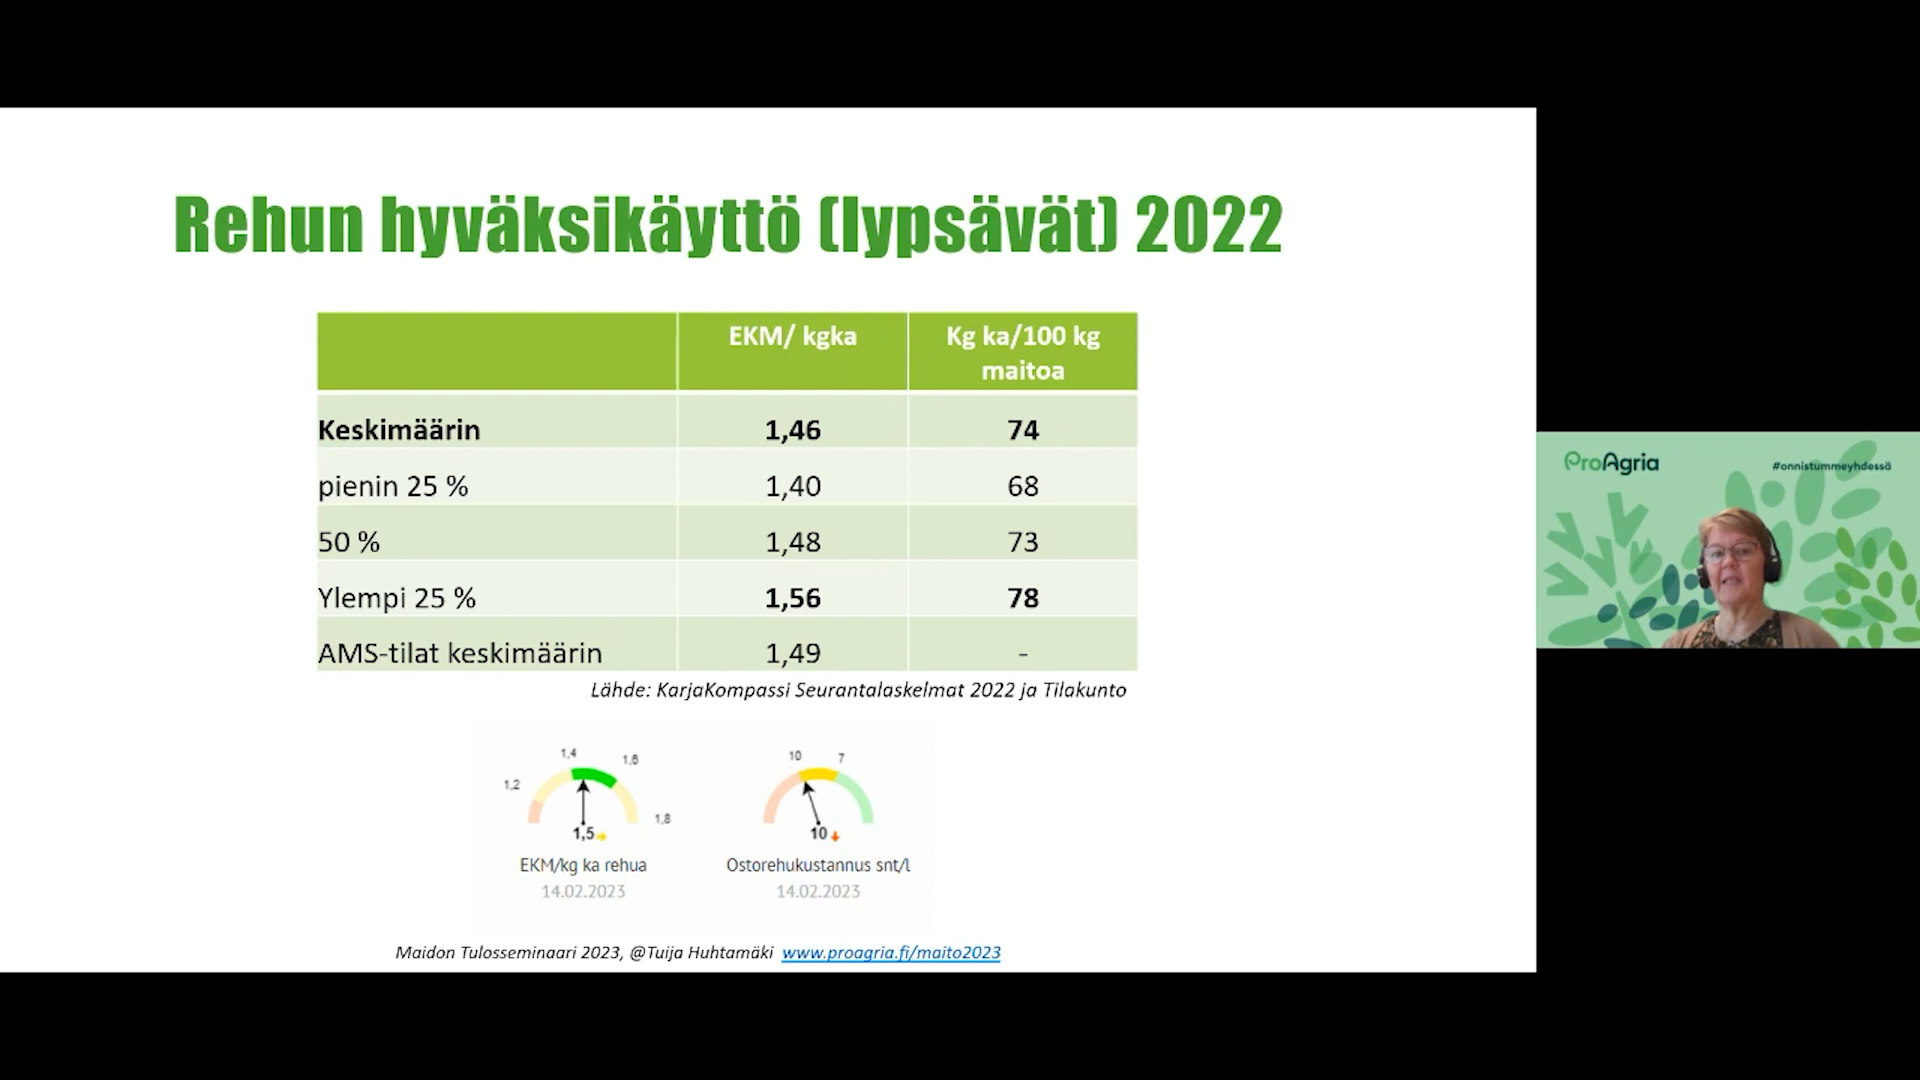 Rehun hyväksikäyttö (lypsävät) 2022
EKM/ kgka
Kg ka/100 kg
maitoa
Keskimäärin 1,46 74
pienin 25 % 1,40 68
50 % 1,48 73
Ylempi 25 % 1,56 78
AMS-tilat keskimäärin 1,49 -
Lähde: KarjaKompassi Seurantalaskelmat 2022 ja Tilakunto
1,2 1,4 1,6 1,8
1,5
EKM/kg ka rehua
14.02.2023
10 7
10
Ostorehukustannus snt/l
14.02.2023
Maidon Tulosseminaari 2023, @Tuija Huhtamäki www.proagria.fi/maito2023
ProAgria
#onnistummeyhdessä